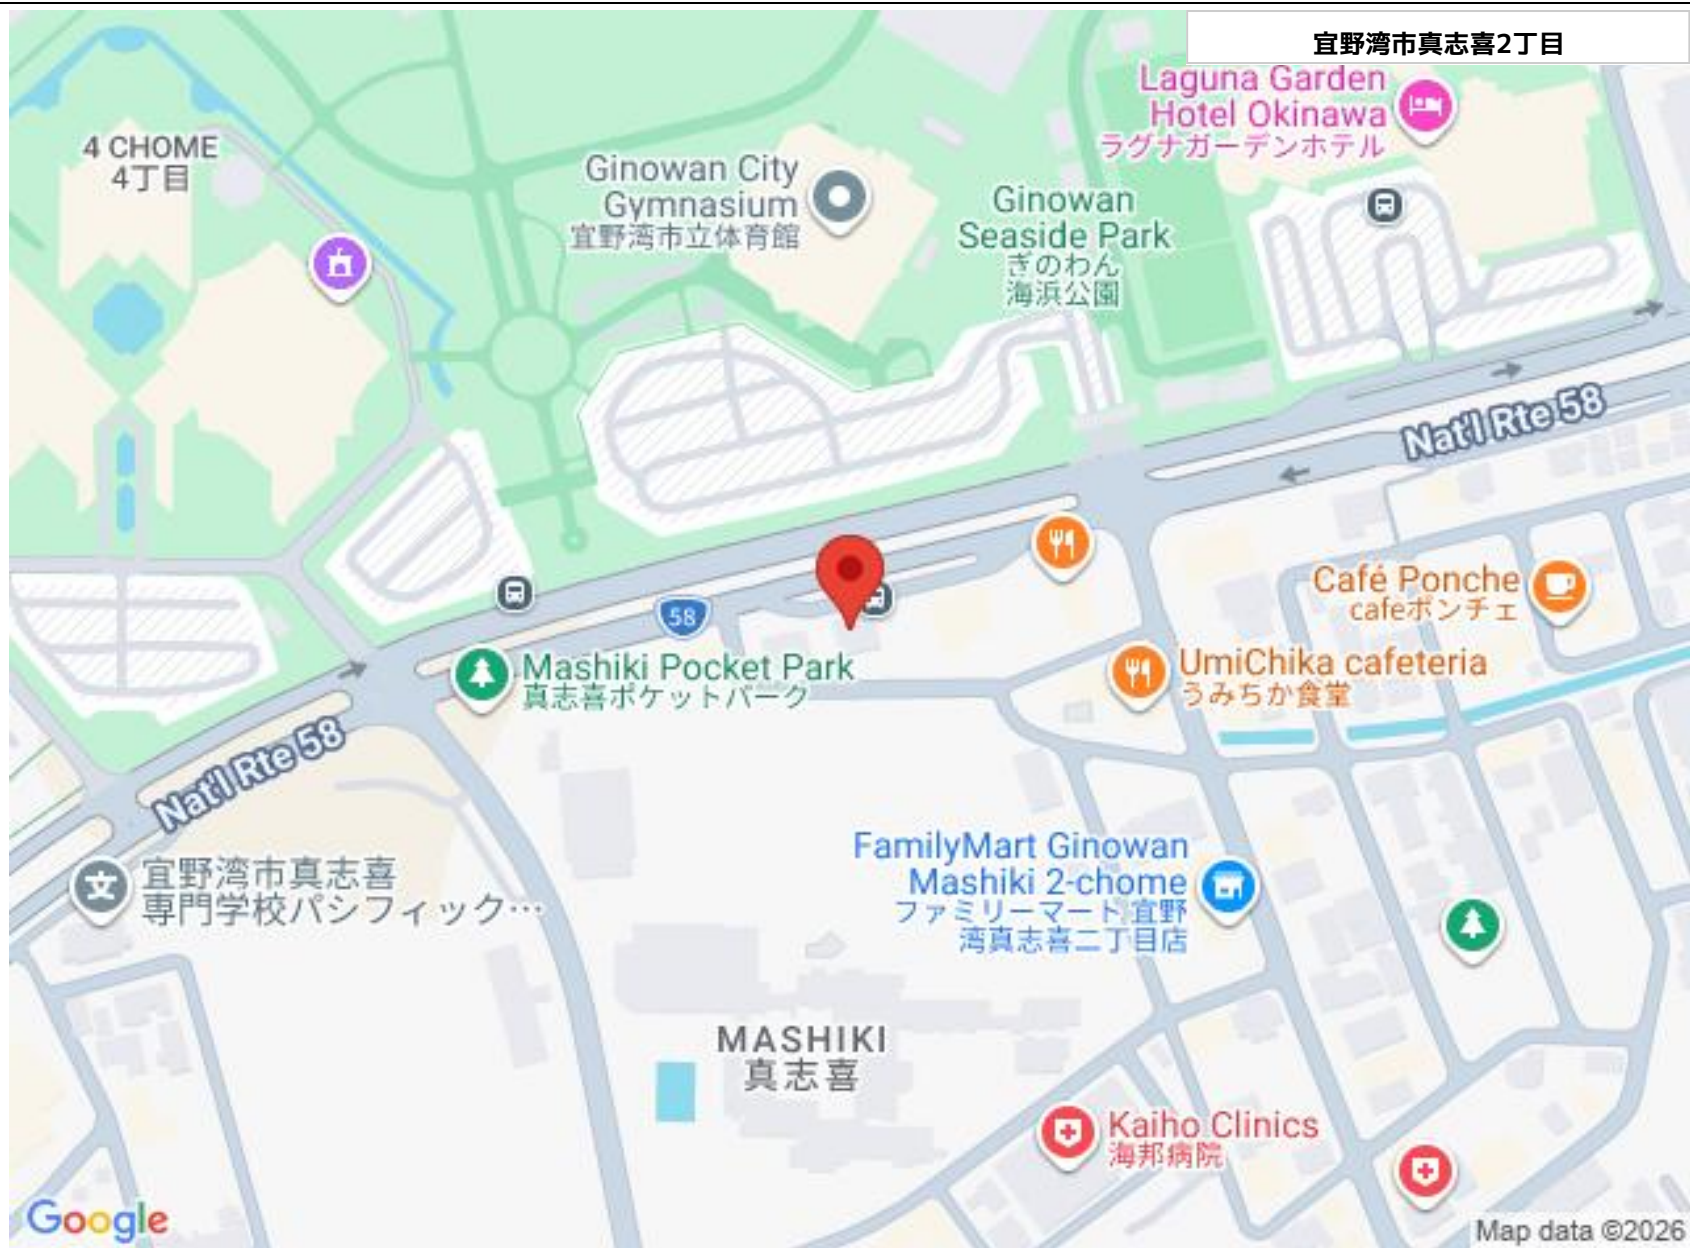 宜野湾市真志喜2丁目
Laguna Garden
Hotel Okinawa
ラグナガーデンホテル
4 CHOME
4丁目
Ginowan City
Gymnasium
宜野湾市立体育館
Ginowan
Seaside Park
ぎのわん
海浜公園
Nat'l Rte 58
58
Café Ponche
cafeポンチェ
Mashiki Pocket Park
真志喜ポケットパーク
UmiChika cafeteria
うみちか食堂
Nat'l Rte 58
宜野湾市真志喜
専門学校パシフィック…
文
FamilyMart Ginowan
Mashiki 2-chome
ファミリーマート 宜野
湾真志喜二丁目店
MASHIKI
真志喜
Kaiho Clinics
海邦病院
Google
Map data ©2026